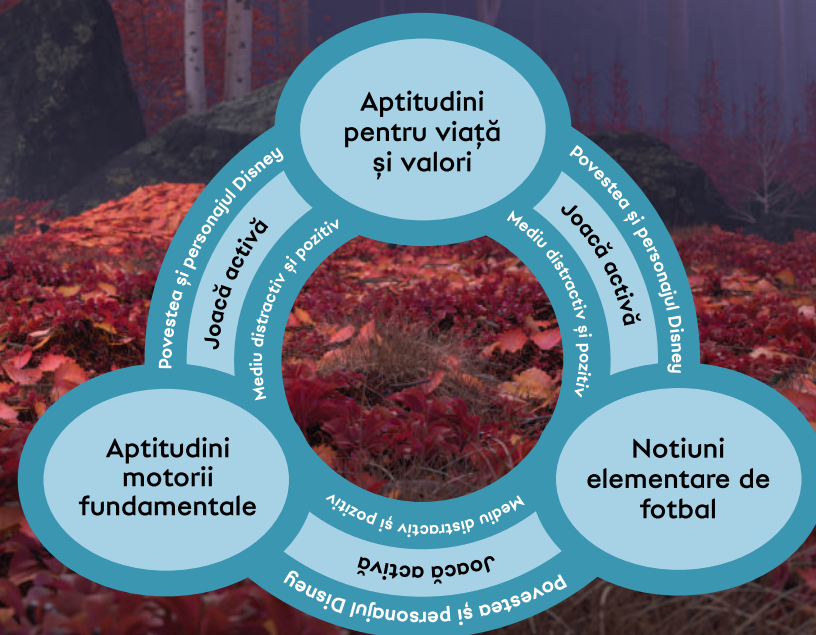 Aptitudini
pentru viață
și valori
Povestea și personajul Disney
Joacă activă
Mediu distractiv și pozitiv
Povestea și personajul Disney
Joacă activă
Mediu distractiv și pozitiv
Aptitudini
motorii
fundamentale
Notiuni
elementare de
fotbal
Mediu distractiv și pozitiv
Joacă activă
Povestea și personajul Disney